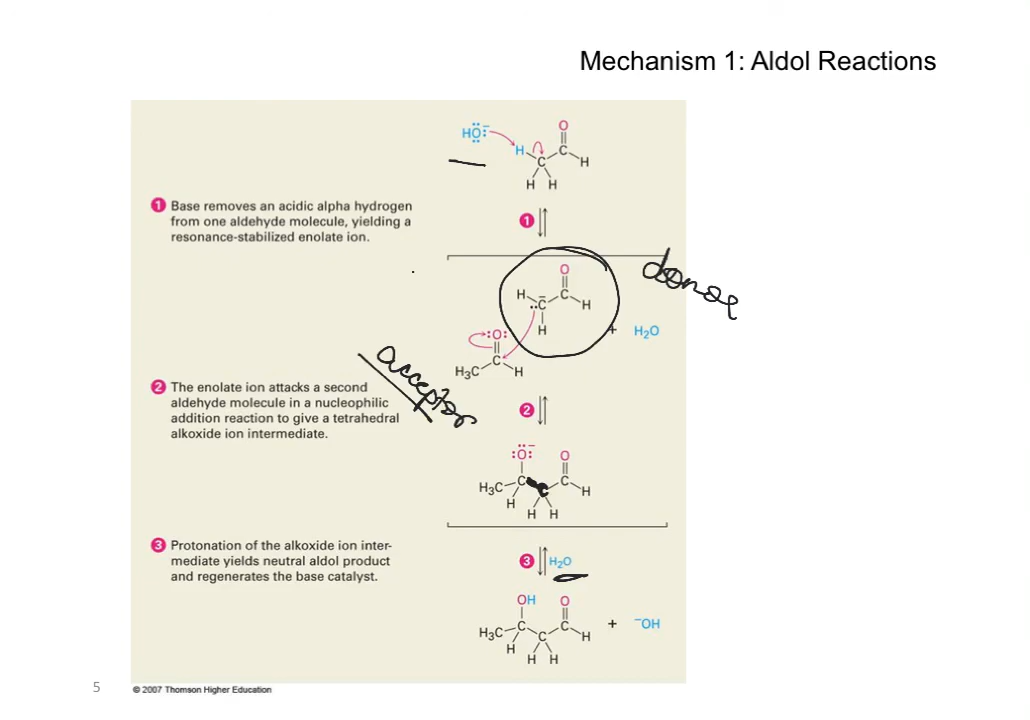 Mechanism 1: Aldol Reactions
HÖ:⁻
O
H
C
C
H
H H
1 Base removes an acidic alpha hydrogen
from one aldehyde molecule, yielding a
resonance-stabilized enolate ion.
1
donor
O
H
:C⁻
C
H
H
+ H₂O
:O:
C
H₃C
H
acceptor
2 The enolate ion attacks a second
aldehyde molecule in a nucleophilic
addition reaction to give a tetrahedral
alkoxide ion intermediate.
2
:Ö:⁻
O
H₃C C C C H
H
H H
3 Protonation of the alkoxide ion inter-
mediate yields neutral aldol product
and regenerates the base catalyst.
3 H₂O
OH O
H₃C C C C H
H
H H
+ ⁻OH
5
© 2007 Thomson Higher Education